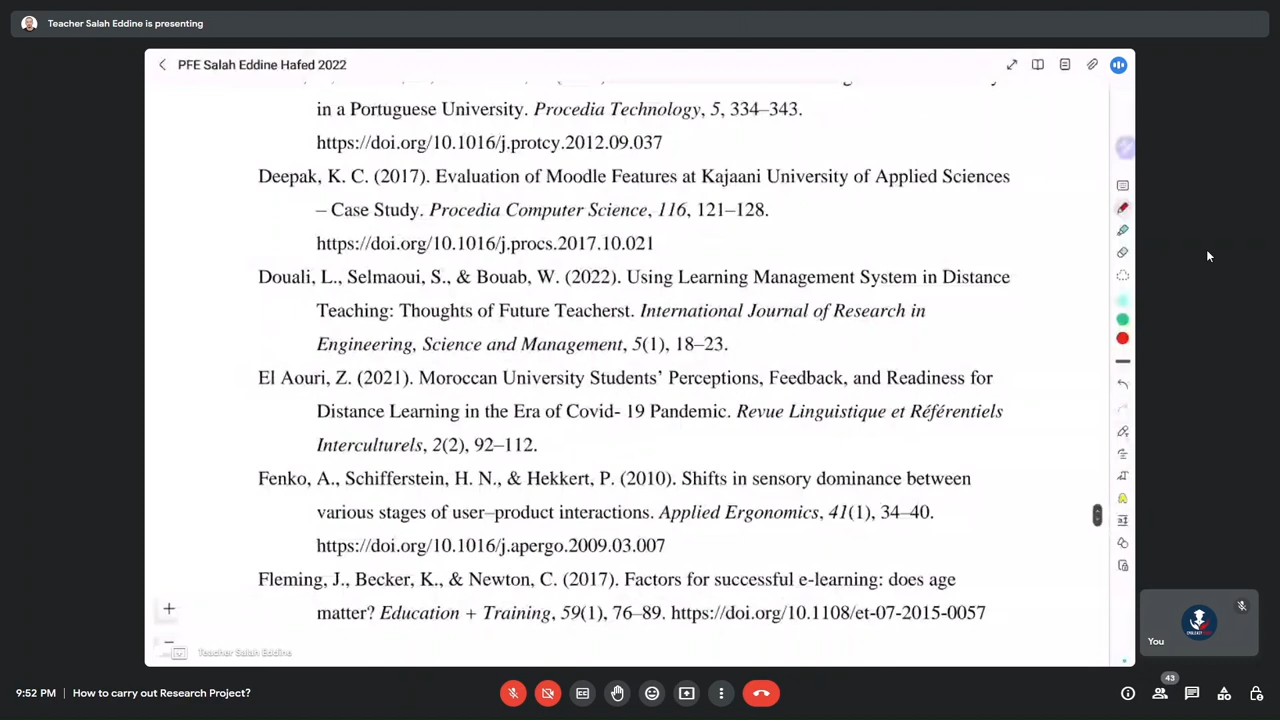 Teacher Salah Eddine is presenting
PFE Salah Eddine Hafed 2022
in a Portuguese University. Procedia Technology, 5, 334–343.
https://doi.org/10.1016/j.protcy.2012.09.037
Deepak, K. C. (2017). Evaluation of Moodle Features at Kajaani University of Applied Sciences
– Case Study. Procedia Computer Science, 116, 121–128.
https://doi.org/10.1016/j.procs.2017.10.021
Douali, L., Selmaoui, S., & Bouab, W. (2022). Using Learning Management System in Distance
Teaching: Thoughts of Future Teacherst. International Journal of Research in
Engineering, Science and Management, 5(1), 18–23.
El Aouri, Z. (2021). Moroccan University Students’ Perceptions, Feedback, and Readiness for
Distance Learning in the Era of Covid- 19 Pandemic. Revue Linguistique et Référentiels
Interculturels, 2(2), 92–112.
Fenko, A., Schifferstein, H. N., & Hekkert, P. (2010). Shifts in sensory dominance between
various stages of user–product interactions. Applied Ergonomics, 41(1), 34–40.
https://doi.org/10.1016/j.apergo.2009.03.007
Fleming, J., Becker, K., & Newton, C. (2017). Factors for successful e-learning: does age
matter? Education + Training, 59(1), 76–89. https://doi.org/10.1108/et-07-2015-0057
Teacher Salah Eddine
You
9:52 PM | How to carry out Research Project?
43